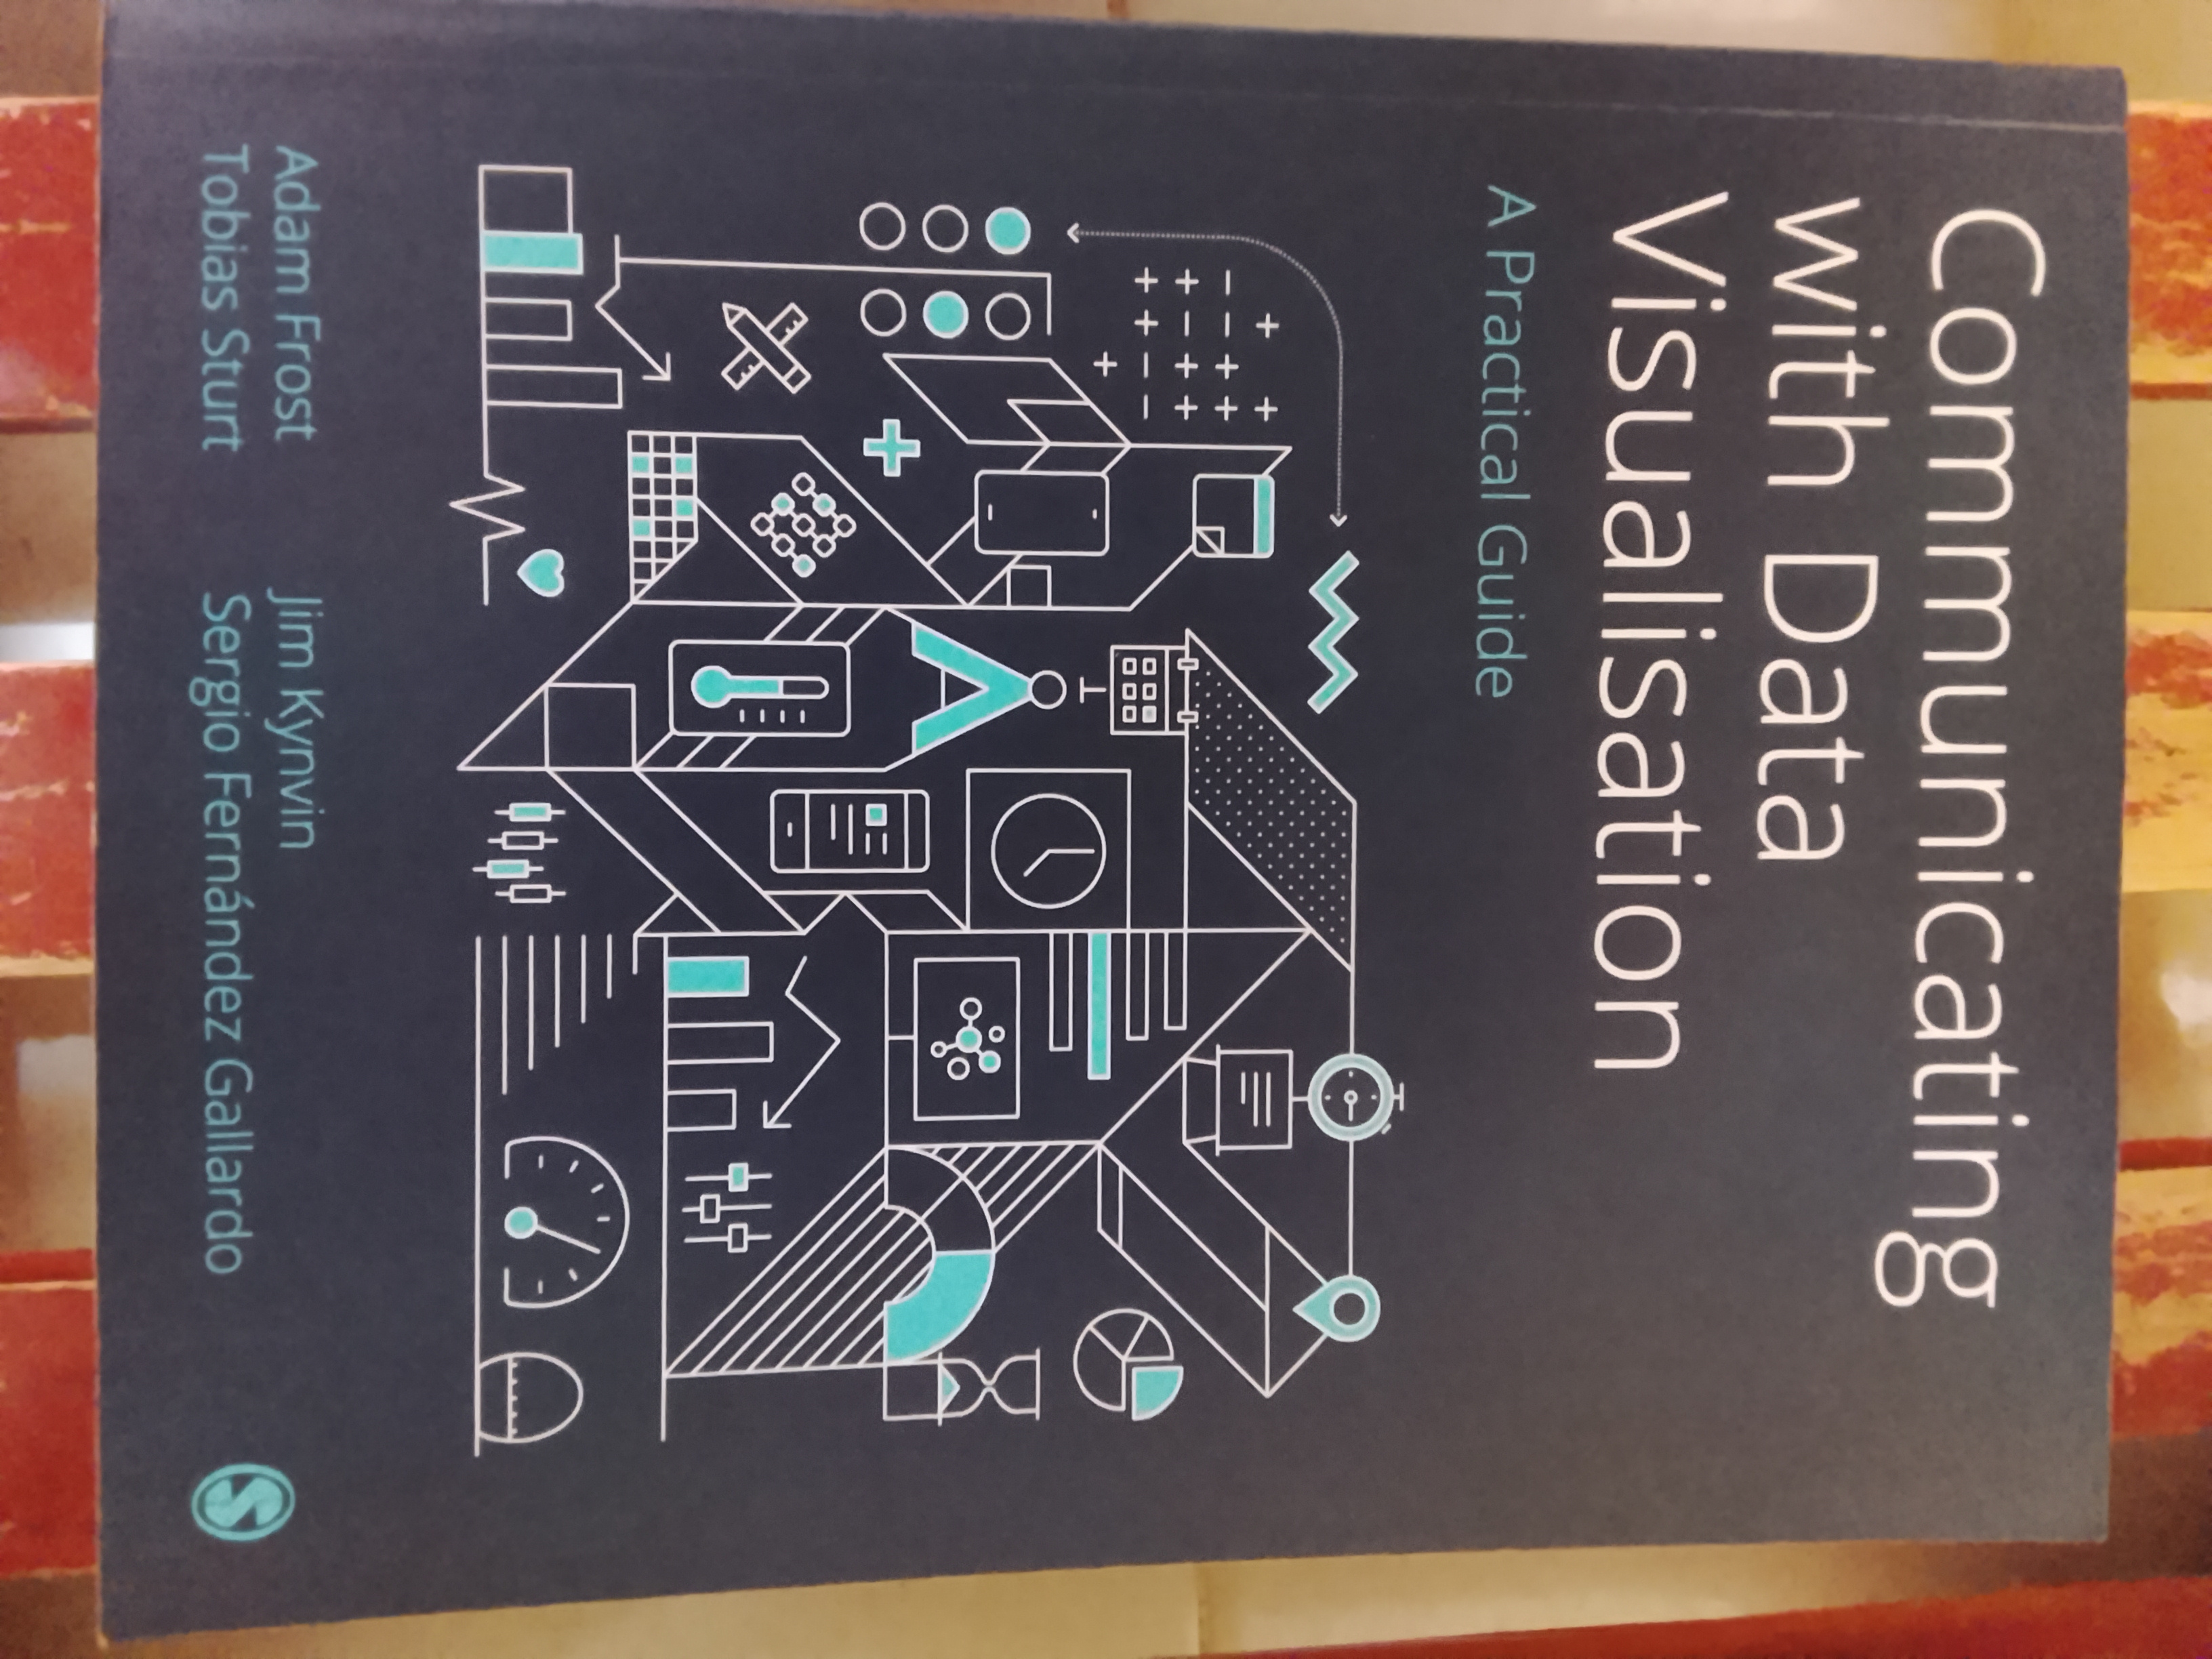 Communicating
with Data
Visualisation
A Practical Guide
Adam Frost
Tobias Sturt
Jim Kynvin
Sergio Fernández Gallardo